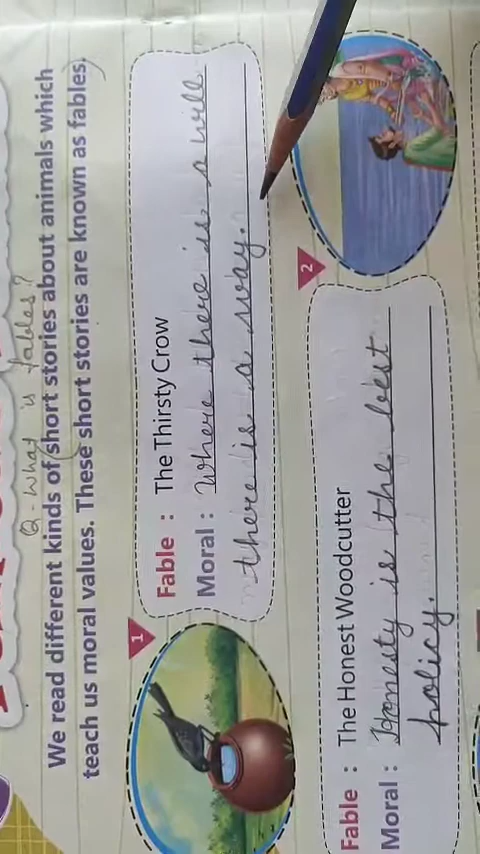 Q - What is fables?
We read different kinds of short stories about animals which
teach us moral values. These short stories are known as fables.
1
Fable : The Thirsty Crow
Moral : Where there is a will
there is a way.
2
Fable : The Honest Woodcutter
Moral : Honesty is the best
policy.